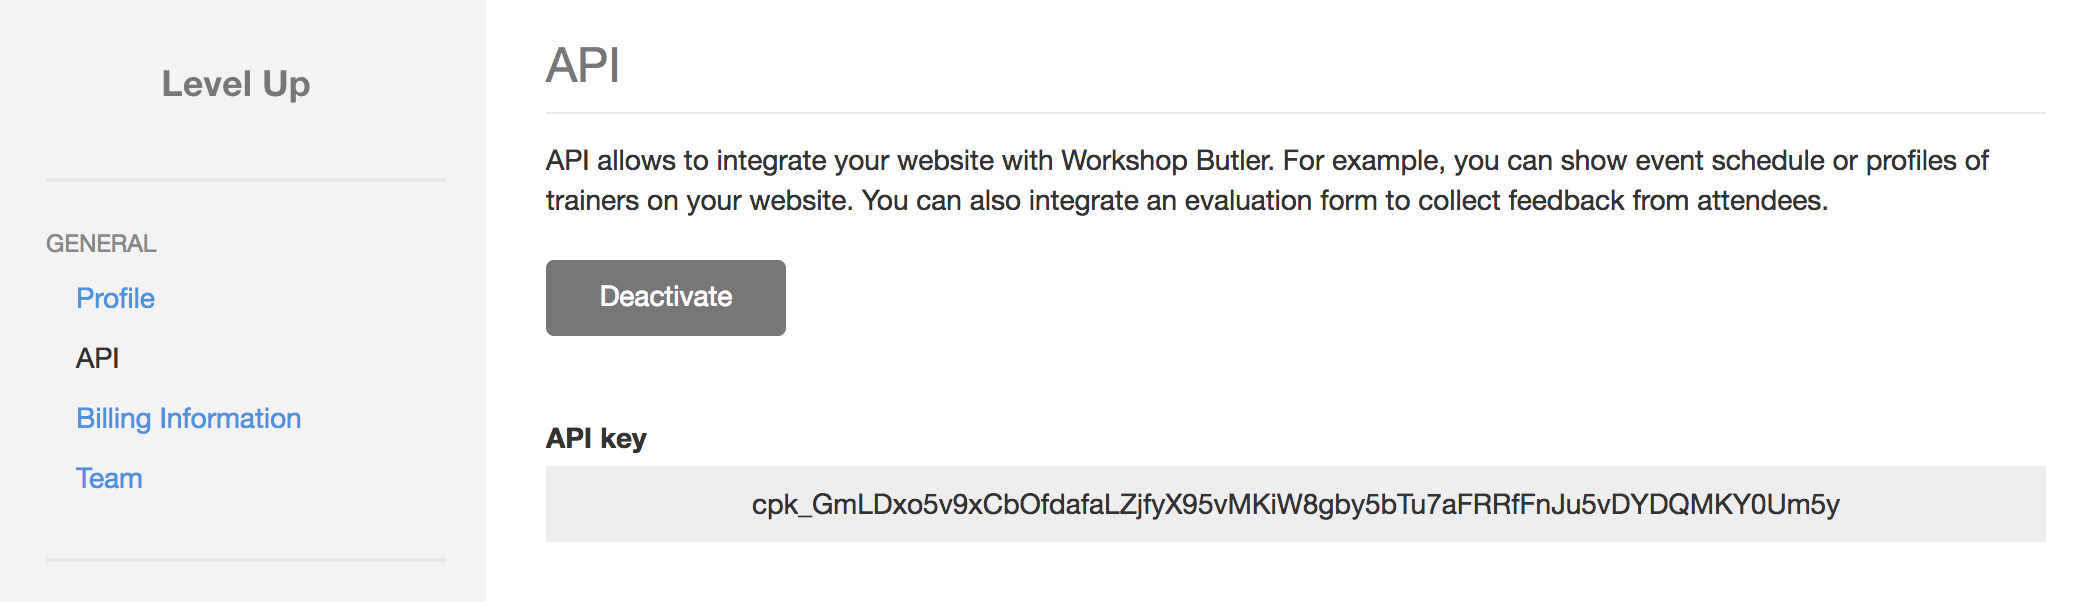 Level Up
GENERAL
Profile
API
Billing Information
Team
API
API allows to integrate your website with Workshop Butler. For example, you can show event schedule or profiles of
trainers on your website. You can also integrate an evaluation form to collect feedback from attendees.
Deactivate
API key
cpk_GmLDxo5v9xCbOfdafaLZjfyX95vMKiW8gby5bTu7aFRRfFnJu5vDYDQMKY0Um5y